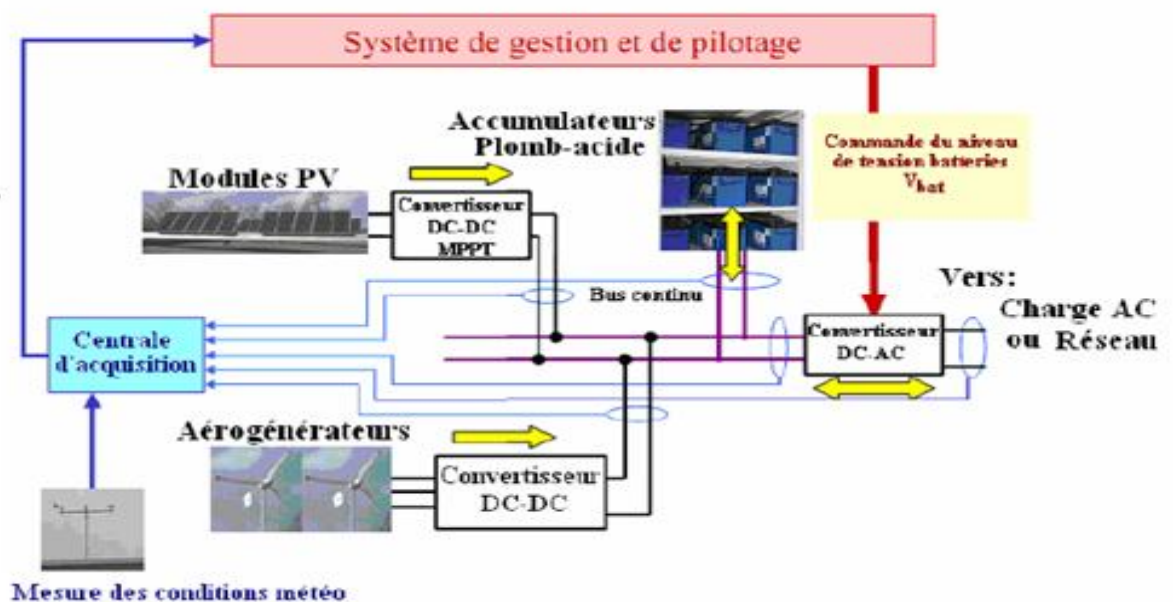 Système de gestion et de pilotage
Accumulateurs
Plomb-acide
Commande du niveau
de tension batteries
Vbat
Modules PV
Convertisseur
DC-DC
MPPT
Bus continu
Vers:
Charge AC
ou Réseau
Centrale
d'acquisition
Convertisseur
DC-AC
Aérogénérateurs
Convertisseur
DC-DC
Mesure des conditions météo